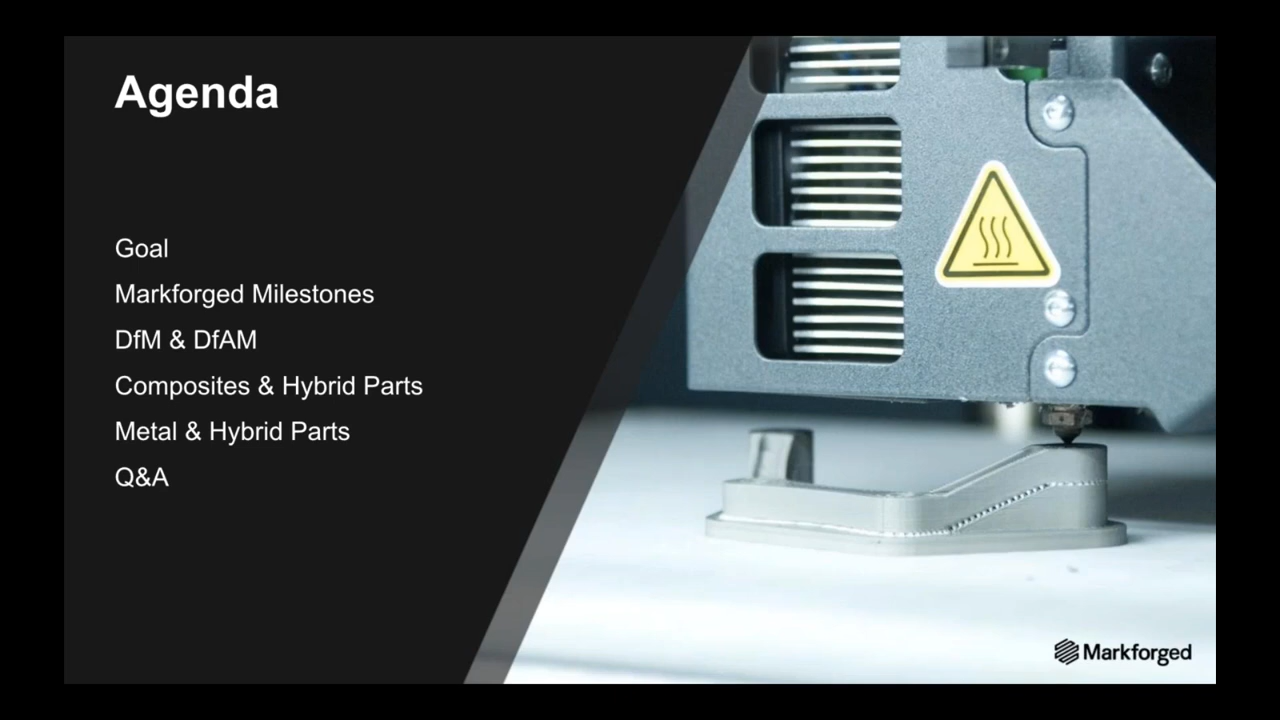 Agenda
Goal
Markforged Milestones
DfM & DfAM
Composites & Hybrid Parts
Metal & Hybrid Parts
Q&A
Markforged